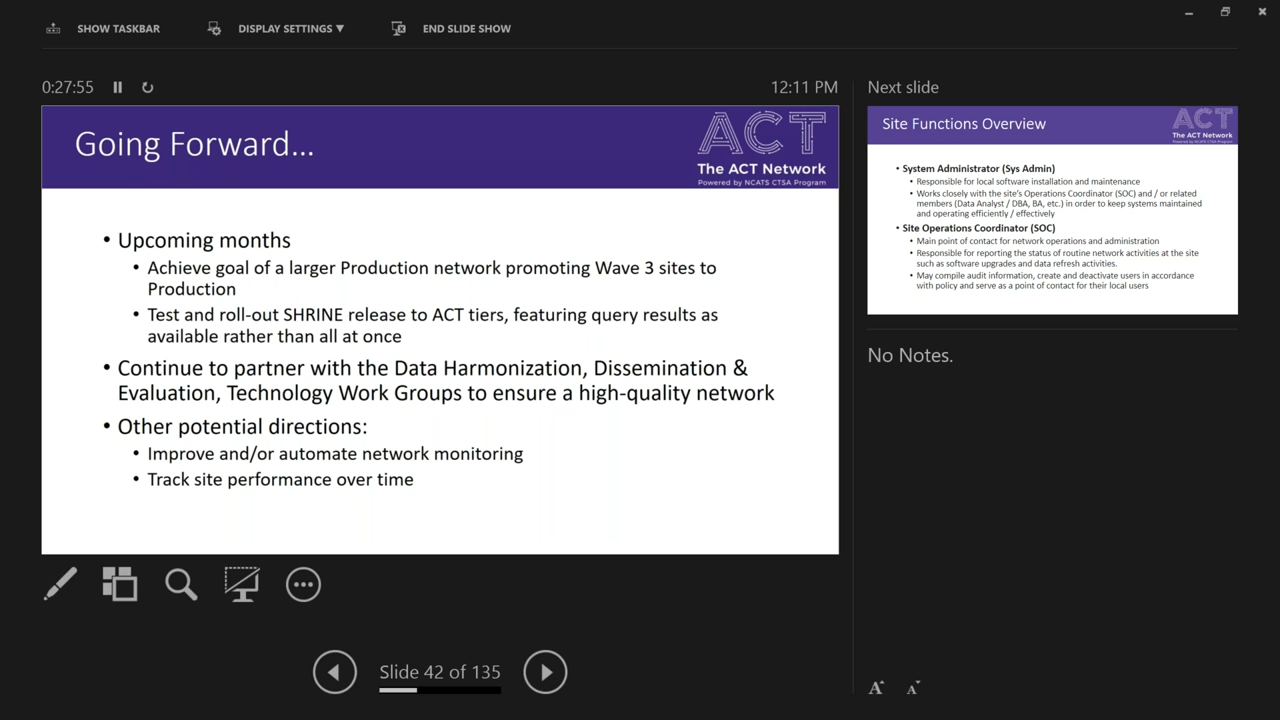 SHOW TASKBAR
DISPLAY SETTINGS ▼
END SLIDE SHOW
0:27:55
12:11 PM
Going Forward...
ACT
The ACT Network
Powered by NCATS CTSA Program
• Upcoming months
• Achieve goal of a larger Production network promoting Wave 3 sites to
Production
• Test and roll-out SHRINE release to ACT tiers, featuring query results as
available rather than all at once
• Continue to partner with the Data Harmonization, Dissemination &
Evaluation, Technology Work Groups to ensure a high-quality network
• Other potential directions:
• Improve and/or automate network monitoring
• Track site performance over time
Slide 42 of 135
Next slide
Site Functions Overview
ACT
The ACT Network
Powered by NCATS CTSA Program
• System Administrator (Sys Admin)
• Responsible for local software installation and maintenance
• Works closely with the site's Operations Coordinator (SOC) and / or related
members (Data Analyst / DBA, BA, etc.) in order to keep systems maintained
and operating efficiently / effectively
• Site Operations Coordinator (SOC)
• Main point of contact for network operations and administration
• Responsible for reporting the status of routine network activities at the site
such as software upgrades and data refresh activities.
• May compile audit information, create and deactivate users in accordance
with policy and serve as a point of contact for their local users
No Notes.
A A